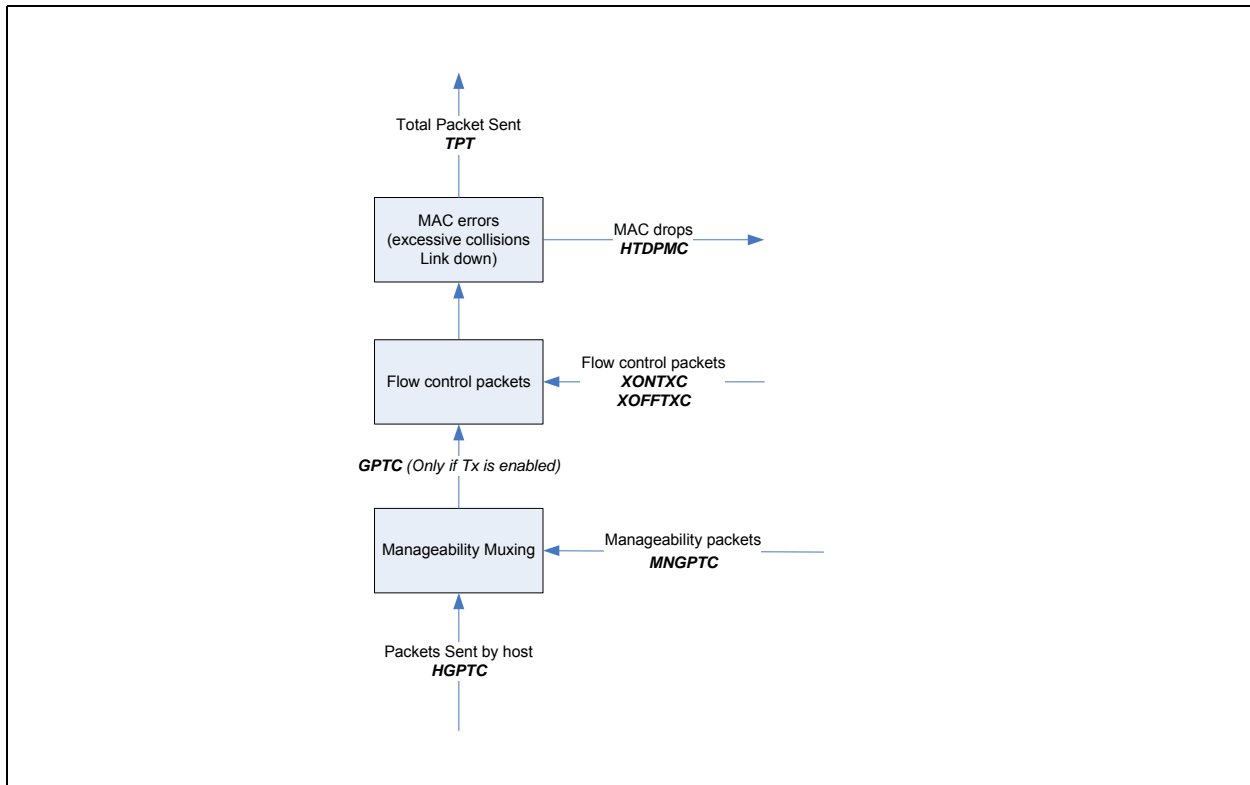 Total Packet Sent
TPT
MAC errors
(excessive collisions
Link down)
MAC drops
HTDPMC
Flow control packets
Flow control packets
XONTXC
XOFFTXC
GPTC (Only if Tx is enabled)
Manageability Muxing
Manageability packets
MNGPTC
Packets Sent by host
HGPTC